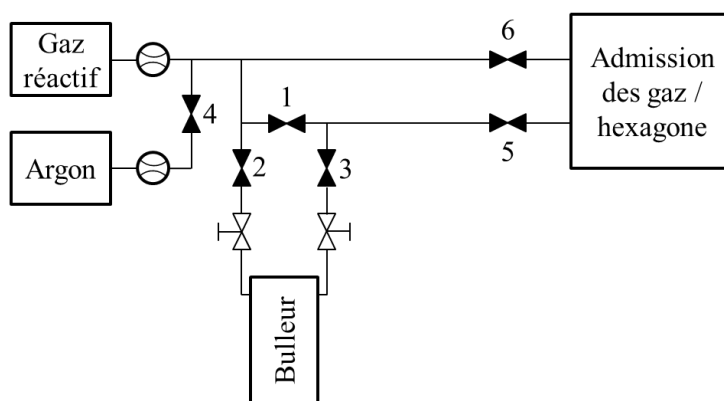 Gaz
réactif
6
Admission
des gaz /
hexagone
1
4
5
Argon
2
3
Bulleur